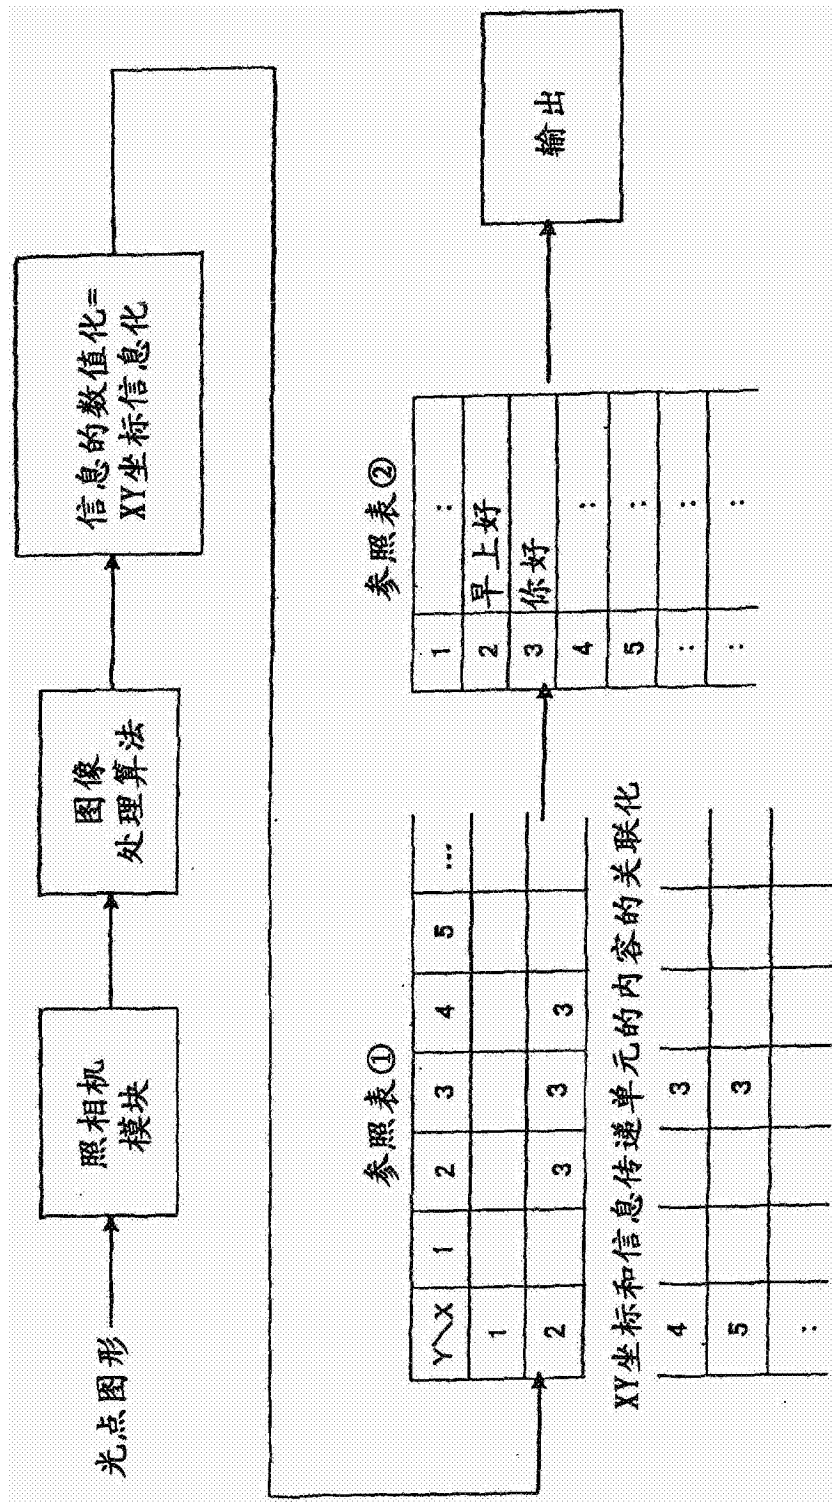 光点图形
照相机
模块
图像
处理算法
信息的数值化=
XY坐标信息化
参照表①
Y\X 1 2 3 4 5 …
1
2 3 3 3
XY坐标和信息传递单元的内容的关联化
4 3
5 3
:
参照表②
1 :
2 早上好
3 你好
4 :
5 :
: :
: :
输出